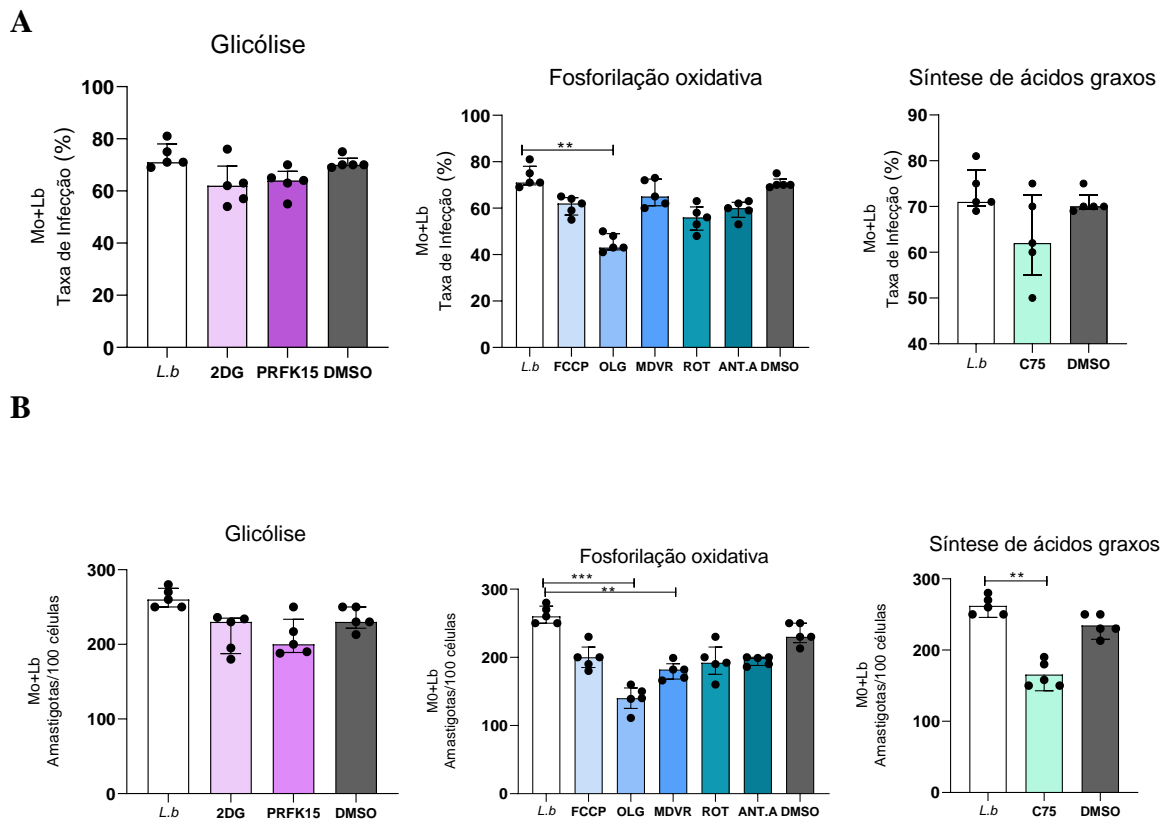 A
Glicólise
Mo+Lb
Taxa de Infecção (%)
100
80
60
40
20
0
L.b 2DG PRFK15 DMSO
Fosforilação oxidativa
Mo+Lb
Taxa de Infecção (%)
100
80
60
40
20
0
**
L.b FCCP OLG MDVR ROT ANT.A DMSO
Síntese de ácidos graxos
Mo+Lb
Taxa de Infecção (%)
90
80
70
60
50
40
L.b C75 DMSO
B
Glicólise
Mo+Lb
Amastigotas/100 células
300
200
100
0
L.b 2DG PRFK15 DMSO
Fosforilação oxidativa
M0+Lb
Amastigotas/100 células
300
200
100
0
***
**
L.b FCCP OLG MDVR ROT ANT.A DMSO
Síntese de ácidos graxos
M0+Lb
Amastigotas/100 células
300
200
100
0
**
L.b C75 DMSO